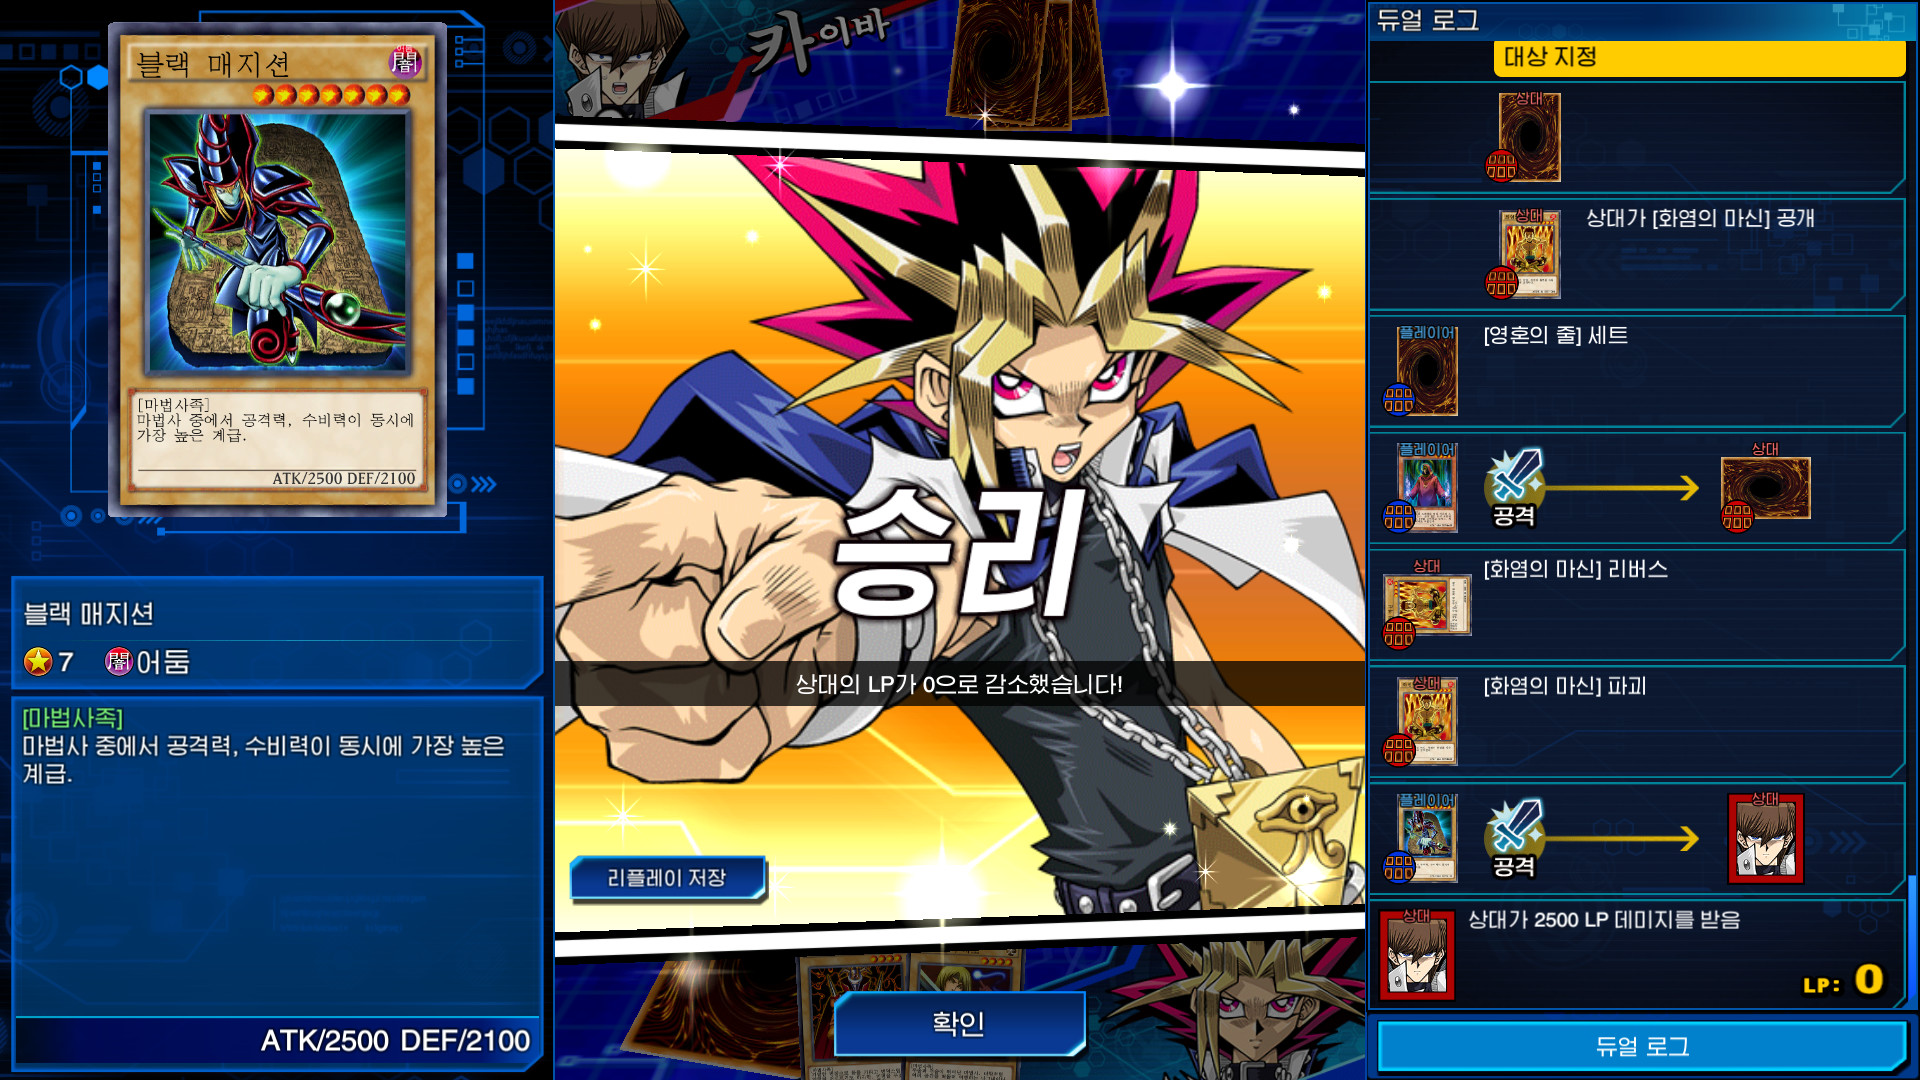 블랙 매지션
闇
[마법사족]
마법사 중에서 공격력, 수비력이 동시에
가장 높은 계급.
ATK/2500 DEF/2100
블랙 매지션
7 闇 어둠
[마법사족]
마법사 중에서 공격력, 수비력이 동시에 가장 높은
계급.
ATK/2500 DEF/2100
카이바
승리
상대의 LP가 0으로 감소했습니다!
리플레이 저장
확인
듀얼 로그
대상 지정
상대
상대
상대가 [화염의 마신] 공개
플레이어
[영혼의 줄] 세트
플레이어
공격
상대
상대
[화염의 마신] 리버스
상대
[화염의 마신] 파괴
플레이어
공격
상대
상대
상대가 2500 LP 데미지를 받음
LP: 0
듀얼 로그